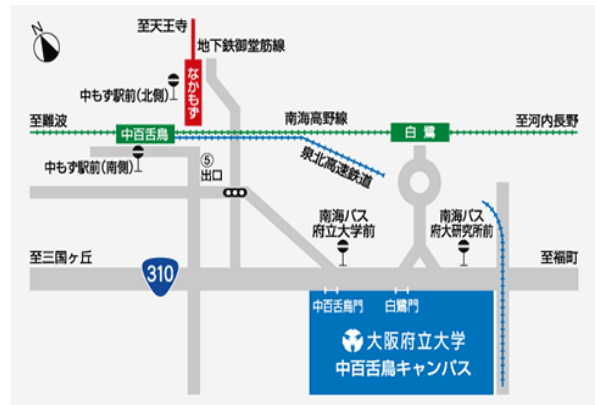 N
至天王寺
地下鉄御堂筋線
なかもず
中もず駅前(北側)
至難波
中百舌鳥
南海高野線
白鷺
至河内長野
中もず駅前(南側)
⑤
出口
泉北高速鉄道
南海バス
府立大学前
南海バス
府大研究所前
至三国ヶ丘
310
至福町
中百舌鳥門
白鷺門
大阪府立大学
中百舌鳥キャンパス